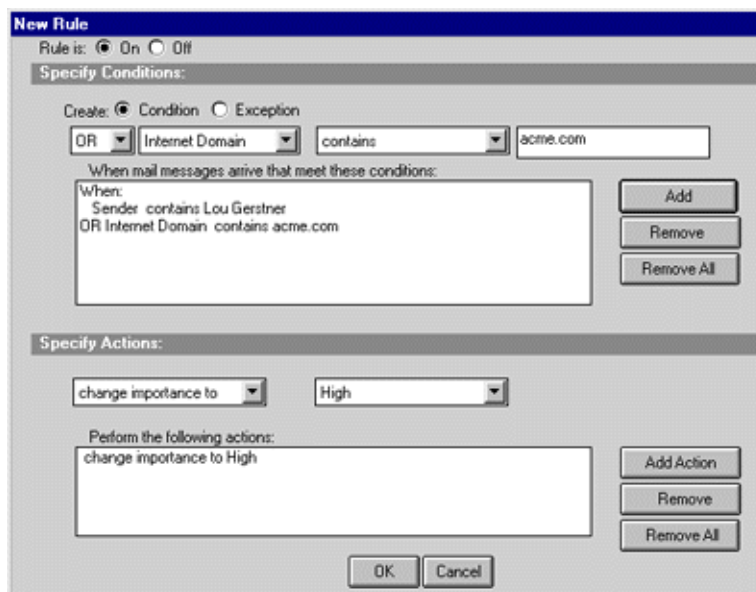 New Rule
Rule is: On Off
Specify Conditions:
Create: Condition Exception
OR Internet Domain contains acme.com
When mail messages arrive that meet these conditions:
When:
Sender contains Lou Gerstner
OR Internet Domain contains acme.com
Add
Remove
Remove All
Specify Actions:
change importance to High
Perform the following actions:
change importance to High
Add Action
Remove
Remove All
OK Cancel